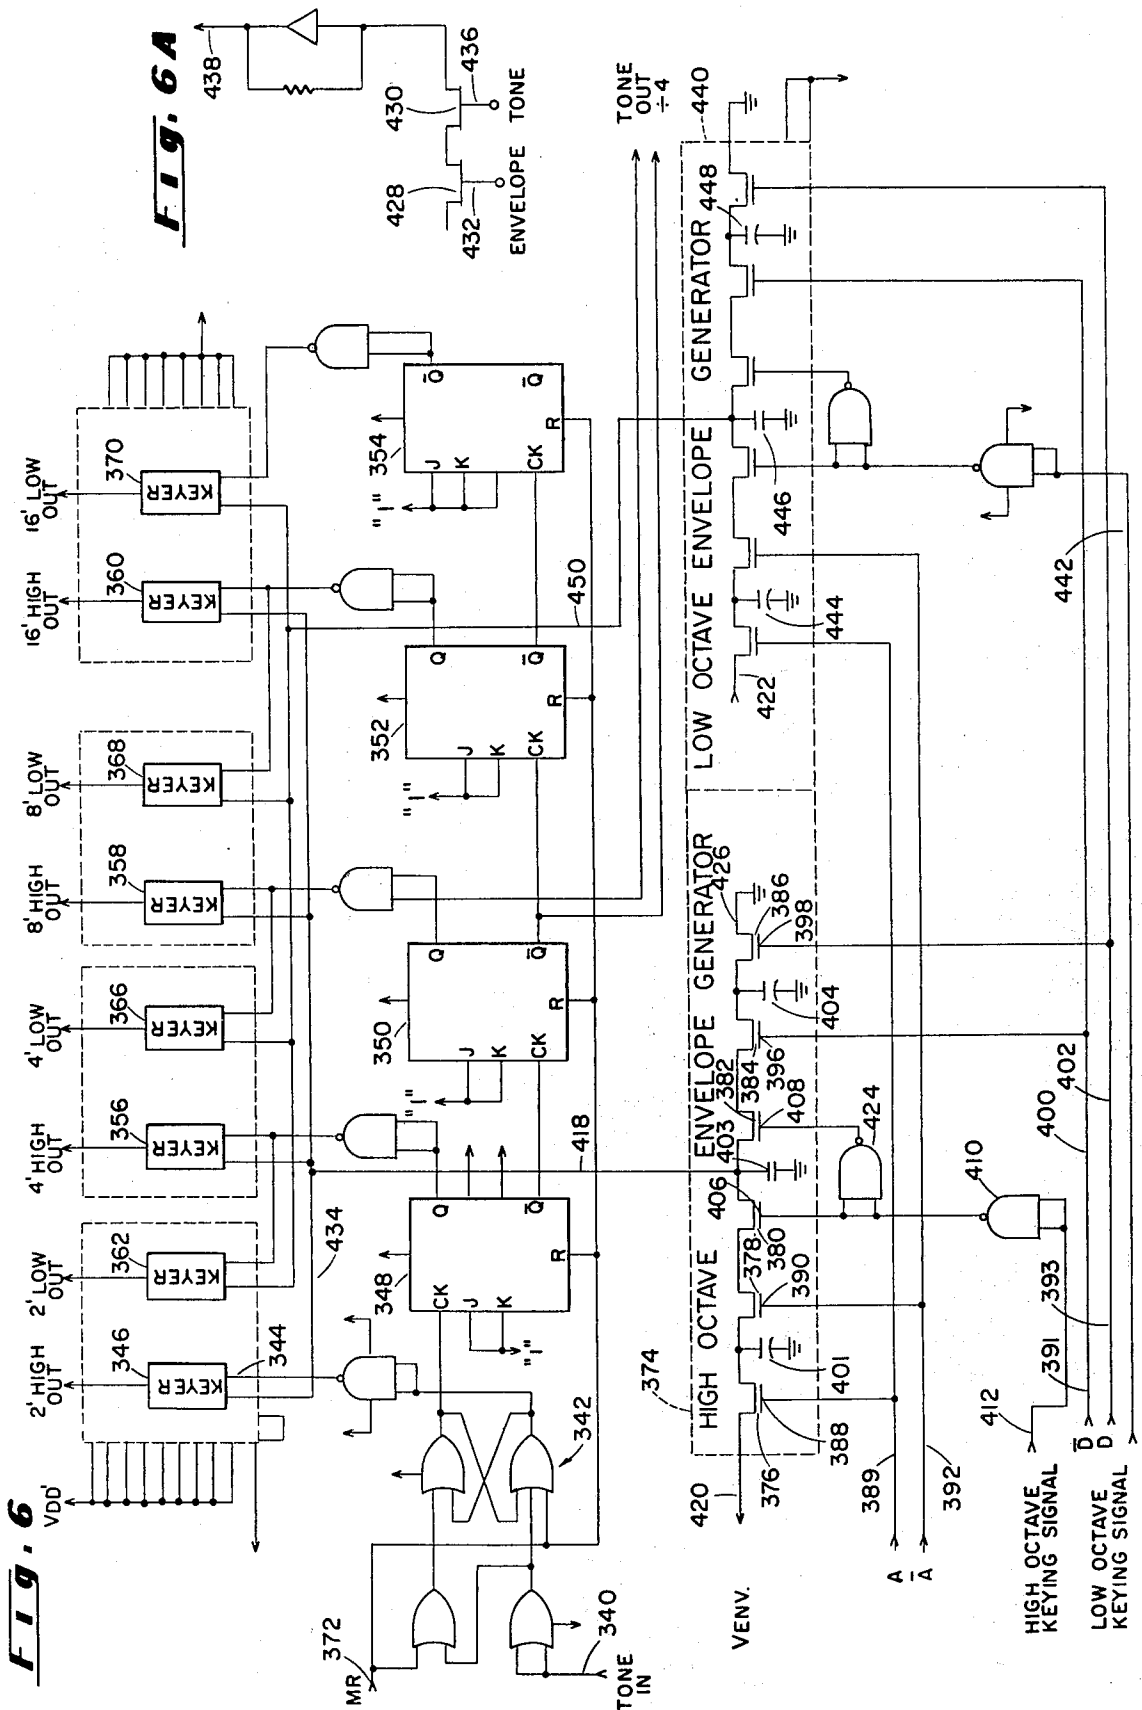 Fig. 6
Fig. 6A
VDD'
2' HIGH
OUT
2' LOW
OUT
4' HIGH
OUT
4' LOW
OUT
8' HIGH
OUT
8' LOW
OUT
16' HIGH
OUT
16' LOW
OUT
346
362
356
366
358
368
360
370
KEYER
KEYER
KEYER
KEYER
KEYER
KEYER
KEYER
KEYER
344
434
438
430
436
428
432
ENVELOPE TONE
348
CK
J
K
"1"
Q
Q̅
R
350
J
K
CK
"1"
Q
Q̅
R
352
J
K
CK
"1"
Q
Q̅
R
354
J
K
CK
"1"
Q̅
Q̅
R
342
MR
372
TONE
IN
340
418
450
TONE
OUT
÷4
374
HIGH OCTAVE ENVELOPE GENERATOR
LOW OCTAVE ENVELOPE GENERATOR
440
VENV.
420
376
388
401
378
390
380
406
403
382
408
384
396
404
386
398
426
422
444
446
448
424
410
389
392
A
A̅
412
391
393
400
402
442
D̅
D
HIGH OCTAVE
KEYING SIGNAL
LOW OCTAVE
KEYING SIGNAL